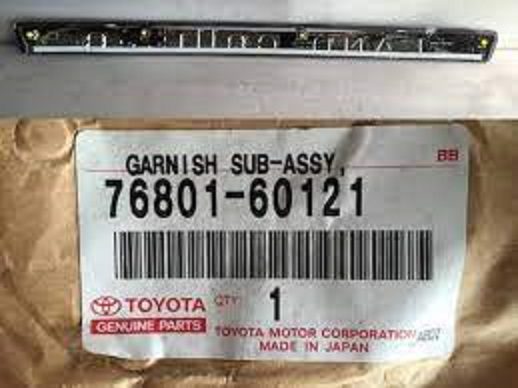 GARNISH SUB-ASSY,
BB
76801-60121
TOYOTA
GENUINE PARTS
QTY
1
TOYOTA MOTOR CORPORATION
MADE IN JAPAN